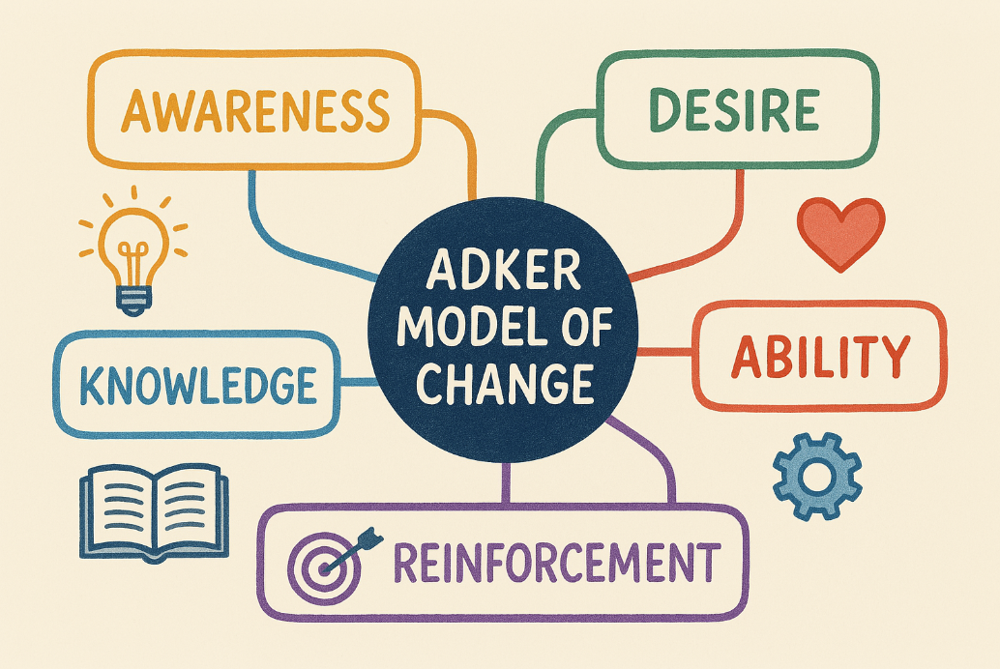 AWARENESS
DESIRE
ADKER
MODEL OF
CHANGE
KNOWLEDGE
ABILITY
REINFORCEMENT